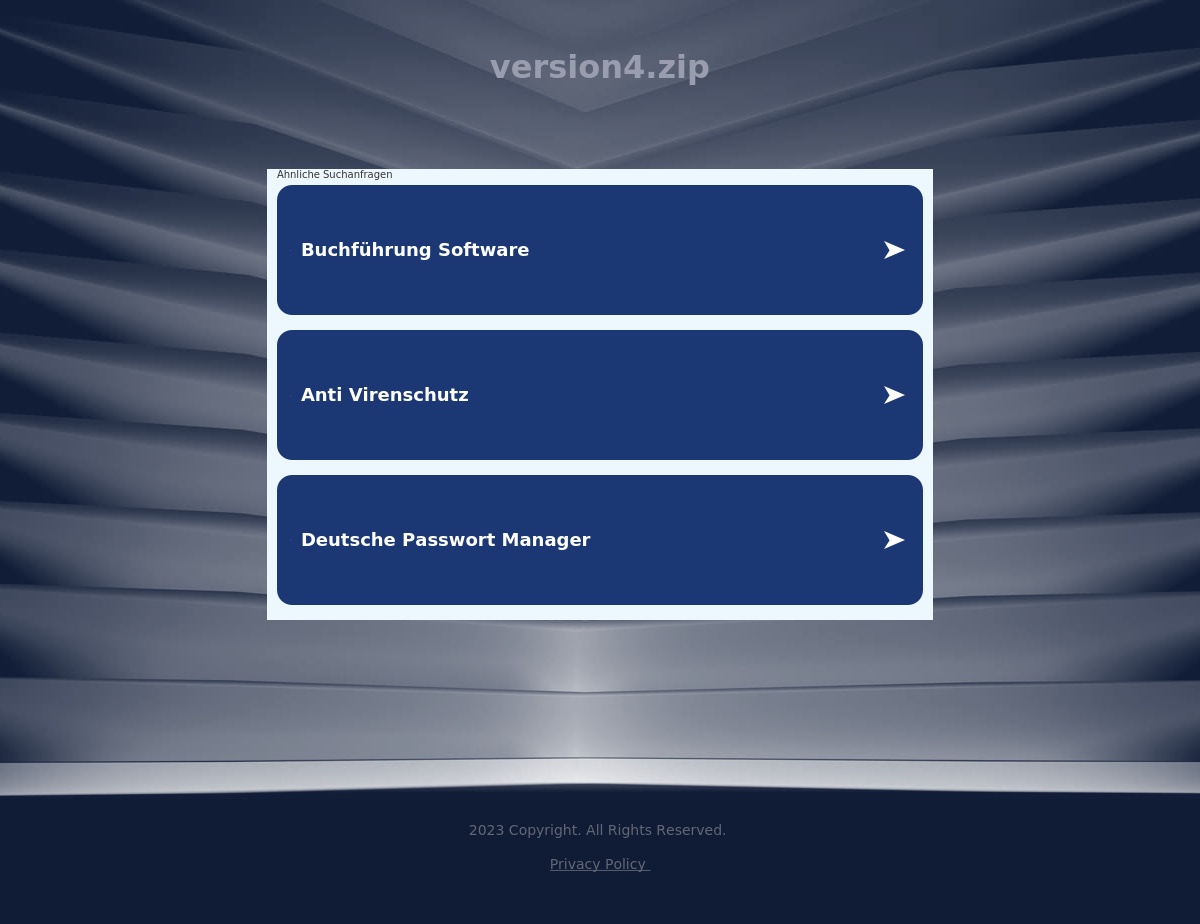 version4.zip
Ähnliche Suchanfragen
Buchführung Software
Anti Virenschutz
Deutsche Passwort Manager
2023 Copyright. All Rights Reserved.
Privacy Policy